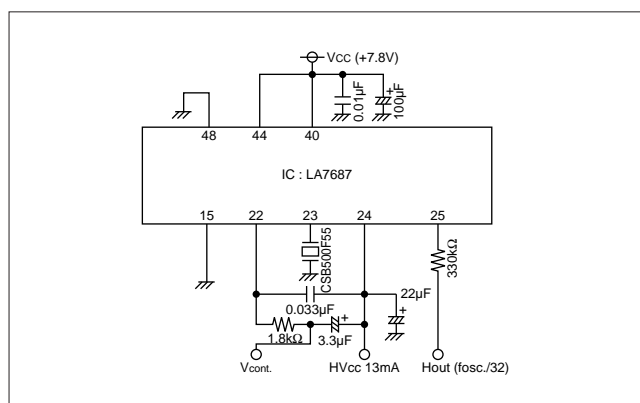 VCC (+7.8V)
0.01μF
100μF
+
48
44
40
IC : LA7687
15
22
23
24
25
CSB500F55
330kΩ
0.033μF
22μF
+
1.8kΩ
3.3μF
+
Vcont.
HVcc 13mA
Hout (fosc./32)